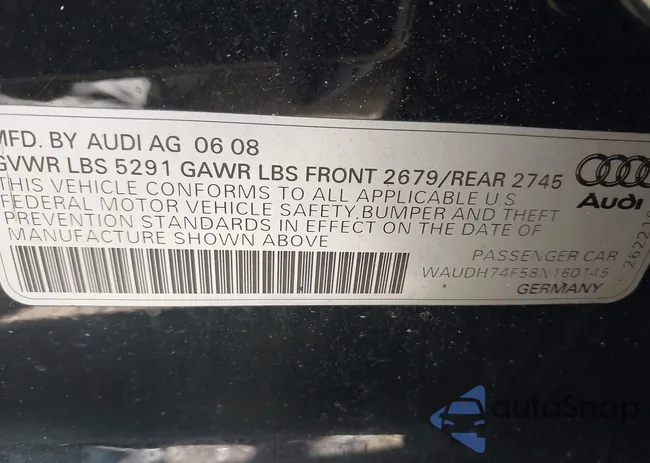 MFD. BY AUDI AG 06 08
GVWR LBS 5291 GAWR LBS FRONT 2679/REAR 2745
THIS VEHICLE CONFORMS TO ALL APPLICABLE U S
FEDERAL MOTOR VEHICLE SAFETY,BUMPER AND THEFT
PREVENTION STANDARDS IN EFFECT ON THE DATE OF
MANUFACTURE SHOWN ABOVE
Audi
PASSENGER CAR
WAUDH74F58N160145
GERMANY
autoSnap